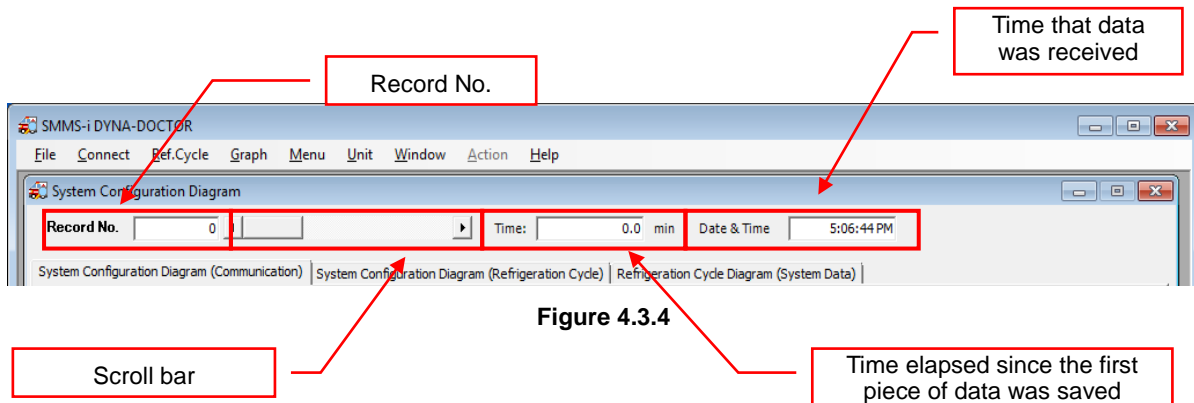 Time that data
was received
Record No.
SMMS-i DYNA-DOCTOR
File Connect Ref.Cycle Graph Menu Unit Window Action Help
System Configuration Diagram
Record No. 0 Time: 0.0 min Date & Time 5:06:44 PM
System Configuration Diagram (Communication) System Configuration Diagram (Refrigeration Cycle) Refrigeration Cycle Diagram (System Data)
Figure 4.3.4
Scroll bar
Time elapsed since the first
piece of data was saved